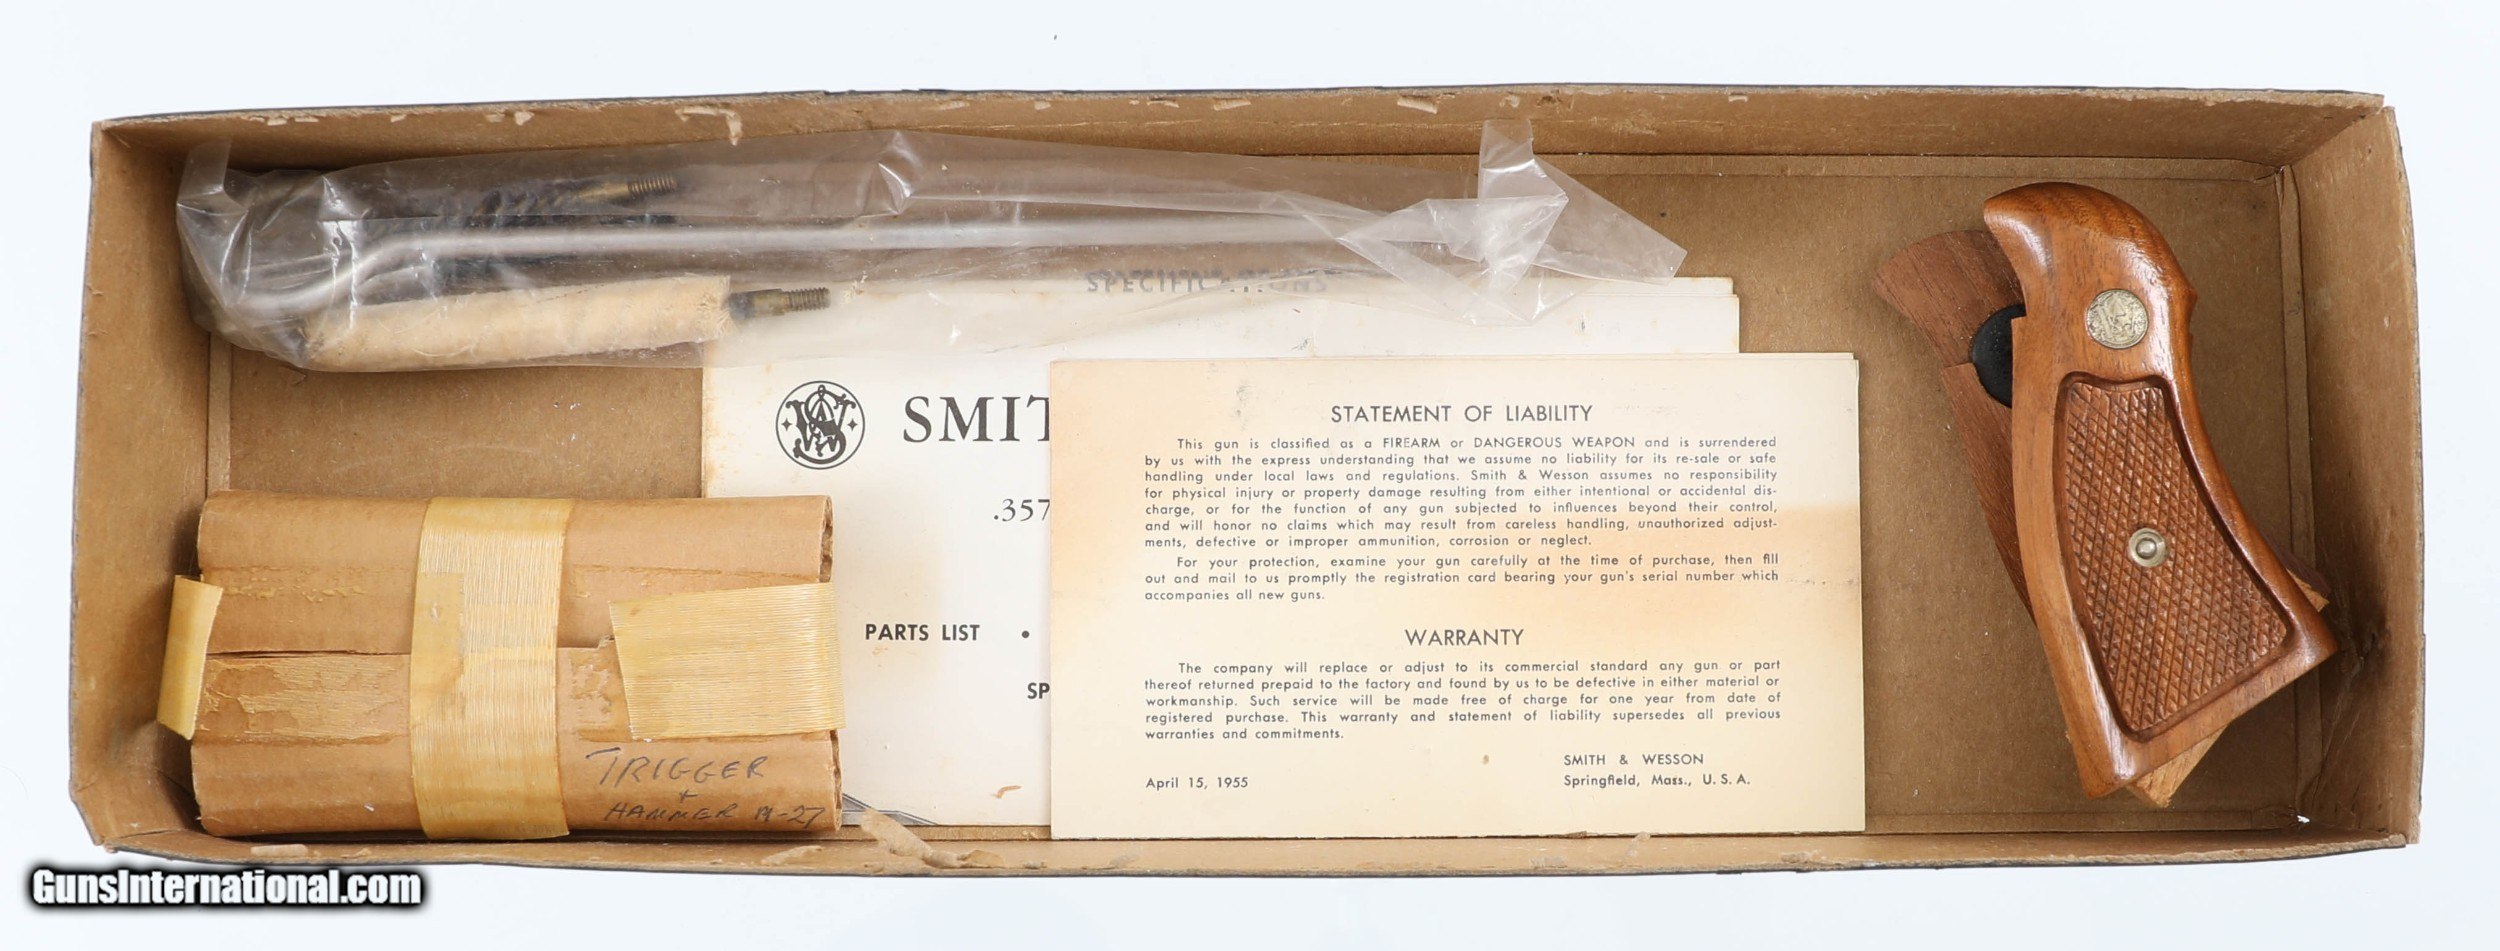 SPECIFICATIONS
SMIT
.357
PARTS LIST •
SP
STATEMENT OF LIABILITY
This gun is classified as a FIREARM or DANGEROUS WEAPON and is surrendered
by us with the express understanding that we assume no liability for its re-sale or safe
handling under local laws and regulations. Smith & Wesson assumes no responsibility
for physical injury or property damage resulting from either intentional or accidental dis-
charge, or for the function of any gun subjected to influences beyond their control,
and will honor no claims which may result from careless handling, unauthorized adjust-
ments, defective or improper ammunition, corrosion or neglect.
For your protection, examine your gun carefully at the time of purchase, then fill
out and mail to us promptly the registration card bearing your gun's serial number which
accompanies all new guns.
WARRANTY
The company will replace or adjust to its commercial standard any gun or part
thereof returned prepaid to the factory and found by us to be defective in either material or
workmanship. Such service will be made free of charge for one year from date of
registered purchase. This warranty and statement of liability supersedes all previous
warranties and commitments.
SMITH & WESSON
April 15, 1955 Springfield, Mass., U. S. A.
TRIGGER
+
HAMMER M-27
GunsInternational.com